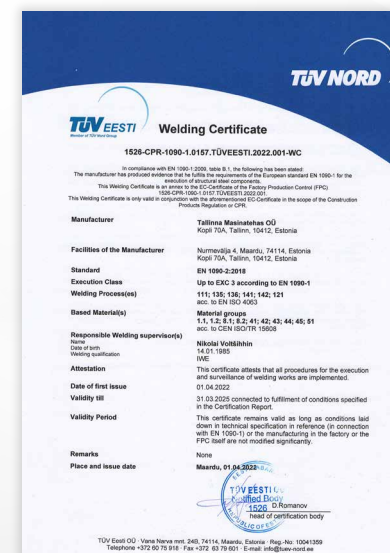 TÜV NORD
TÜV EESTI
Member of TÜV Nord Group
Welding Certificate
1526-CPR-1090-1.0157.TÜVEESTI.2022.001-WC
In compliance with EN 1090-1:2009, table B.1, the following has been stated:
The manufacturer has produced evidence that he fulfils the requirements of the European standard EN 1090-1 for the
execution of structural steel components.
This Welding Certificate is an annex to the EC-Certificate of the Factory Production Control (FPC)
1526-CPR-1090-1.0157.TÜVEESTI.2022.001.
This Welding Certificate is only valid in conjunction with the aforementioned EC-Certificate in the scope of the Construction
Products Regulation or CPR.
Manufacturer
Tallinna Masinatehas OÜ
Kopli 70A, Tallinn, 10412, Estonia
Facilities of the Manufacturer
Nurmevälja 4, Maardu, 74114, Estonia
Kopli 70A, Tallinn, 10412, Estonia
Standard
EN 1090-2:2018
Execution Class
Up to EXC 3 according to EN 1090-1
Welding Process(es)
111; 135; 136; 141; 142; 121
acc. to EN ISO 4063
Based Material(s)
Material groups
1.1, 1.2; 8.1; 8.2; 41; 42; 43; 44; 45; 51
acc. to CEN ISO/TR 15608
Responsible Welding supervisor(s)
Name
Nikolai Voltšihhin
Date of birth
14.01.1985
Welding qualification
IWE
Attestation
This certificate attests that all procedures for the execution
and surveillance of welding works are implemented.
Date of first issue
01.04.2022
Validity till
31.03.2025 connected to fulfillment of conditions specified
in the Certification Report.
Validity Period
This certificate remains valid as long as conditions laid
down in technical specification in reference (in connection
with EN 1090-1) or the manufacturing in the factory or the
FPC itself are not modified significantly.
Remarks
None
Place and issue date
Maardu, 01.04.2022
TÜV EESTI OÜ
Notified Body
1526
D.Romanov
head of certification body
TÜV Eesti OÜ · Vana Narva mnt. 24B, 74114, Maardu, Estonia · Reg.-No: 10041359
Telephone +372 60 75 918 · Fax +372 63 79 601 · E-mail: info@tuev-nord.ee